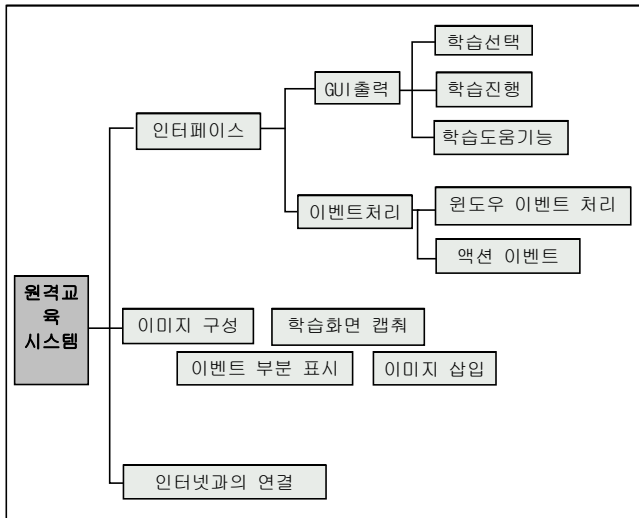 학습선택
GUI출력
학습진행
인터페이스
학습도움기능
이벤트처리
윈도우 이벤트 처리
액션 이벤트
원격교
육
시스템
이미지 구성
학습화면 캡춰
이벤트 부분 표시
이미지 삽입
인터넷과의 연결